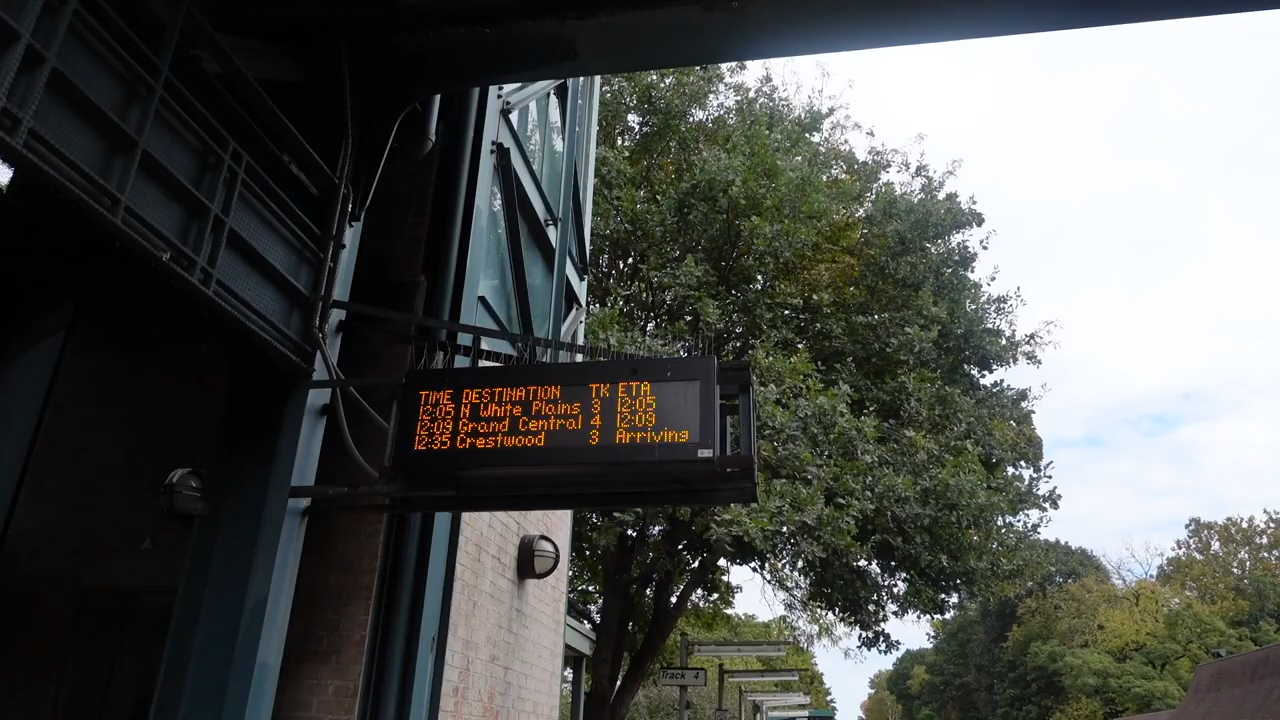 TIME DESTINATION TK ETA
12:05 N White Plains 3 12:05
12:09 Grand Central 4 12:09
12:35 Crestwood 3 Arriving
Track 4